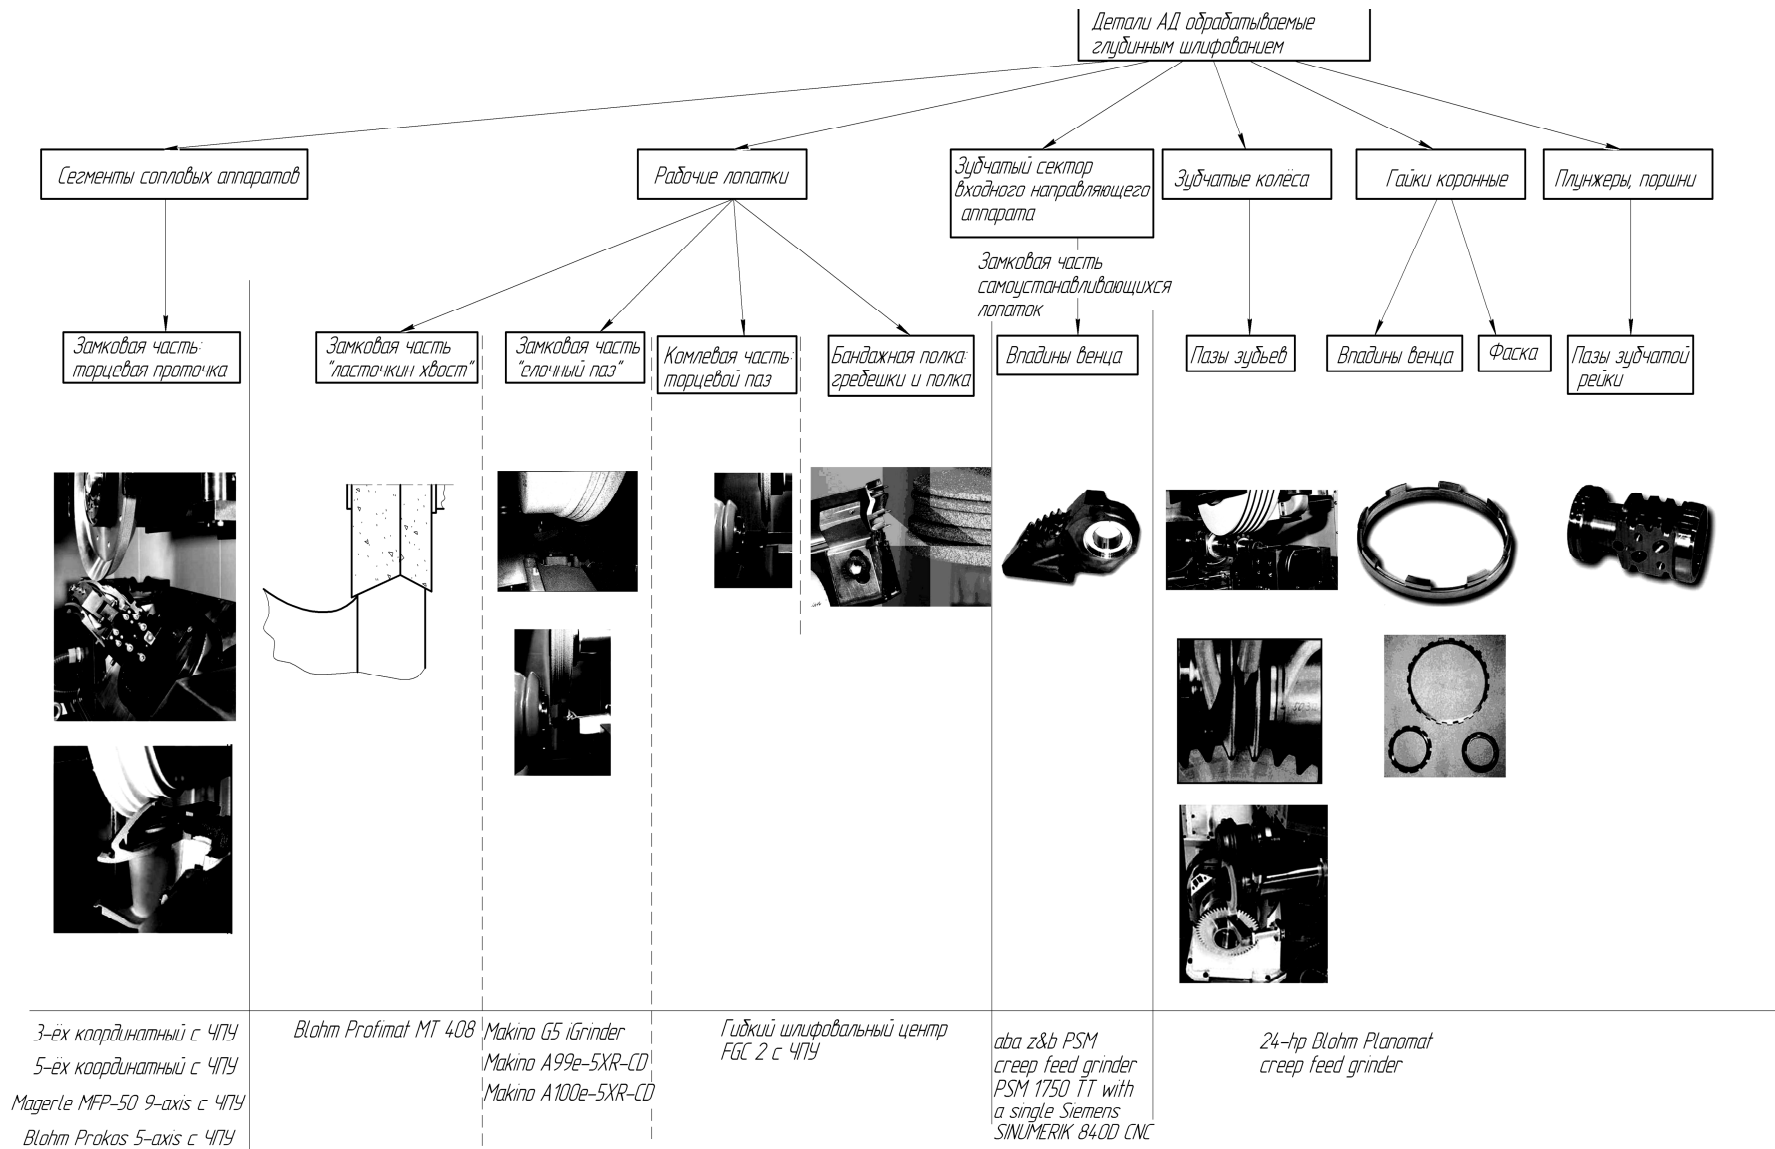 Детали АД обрабатываемые
глубинным шлифованием
Сегменты сопловых аппаратов
Рабочие лопатки
Зубчатый сектор
входного направляющего
аппарата
Зубчатые колёса
Гайки коронные
Плунжеры, поршни
Замковая часть
самоустанавливающихся
лопаток
Замковая часть:
торцевая проточка
Замковая часть
"ласточкин хвост"
Замковая часть
"елочный паз"
Комлевая часть:
торцевой паз
Бандажная полка:
гребешки и полка
Впадины венца
Пазы зубьев
Впадины венца
Фаска
Пазы зубчатой
рейки
3-ёх координатный с ЧПУ
5-ёх координатный с ЧПУ
Magerle MFP-50 9-axis с ЧПУ
Blohm Prokos 5-axis с ЧПУ
Blohm Profimat MT 408
Makino G5 iGrinder
Makino A99e-5XR-CD
Makino A100e-5XR-CD
Гибкий шлифовальный центр
FGC 2 с ЧПУ
aba z&b PSM
creep feed grinder
PSM 1750 TT with
a single Siemens
SINUMERIK 840D CNC
24-hp Blohm Planomat
creep feed grinder